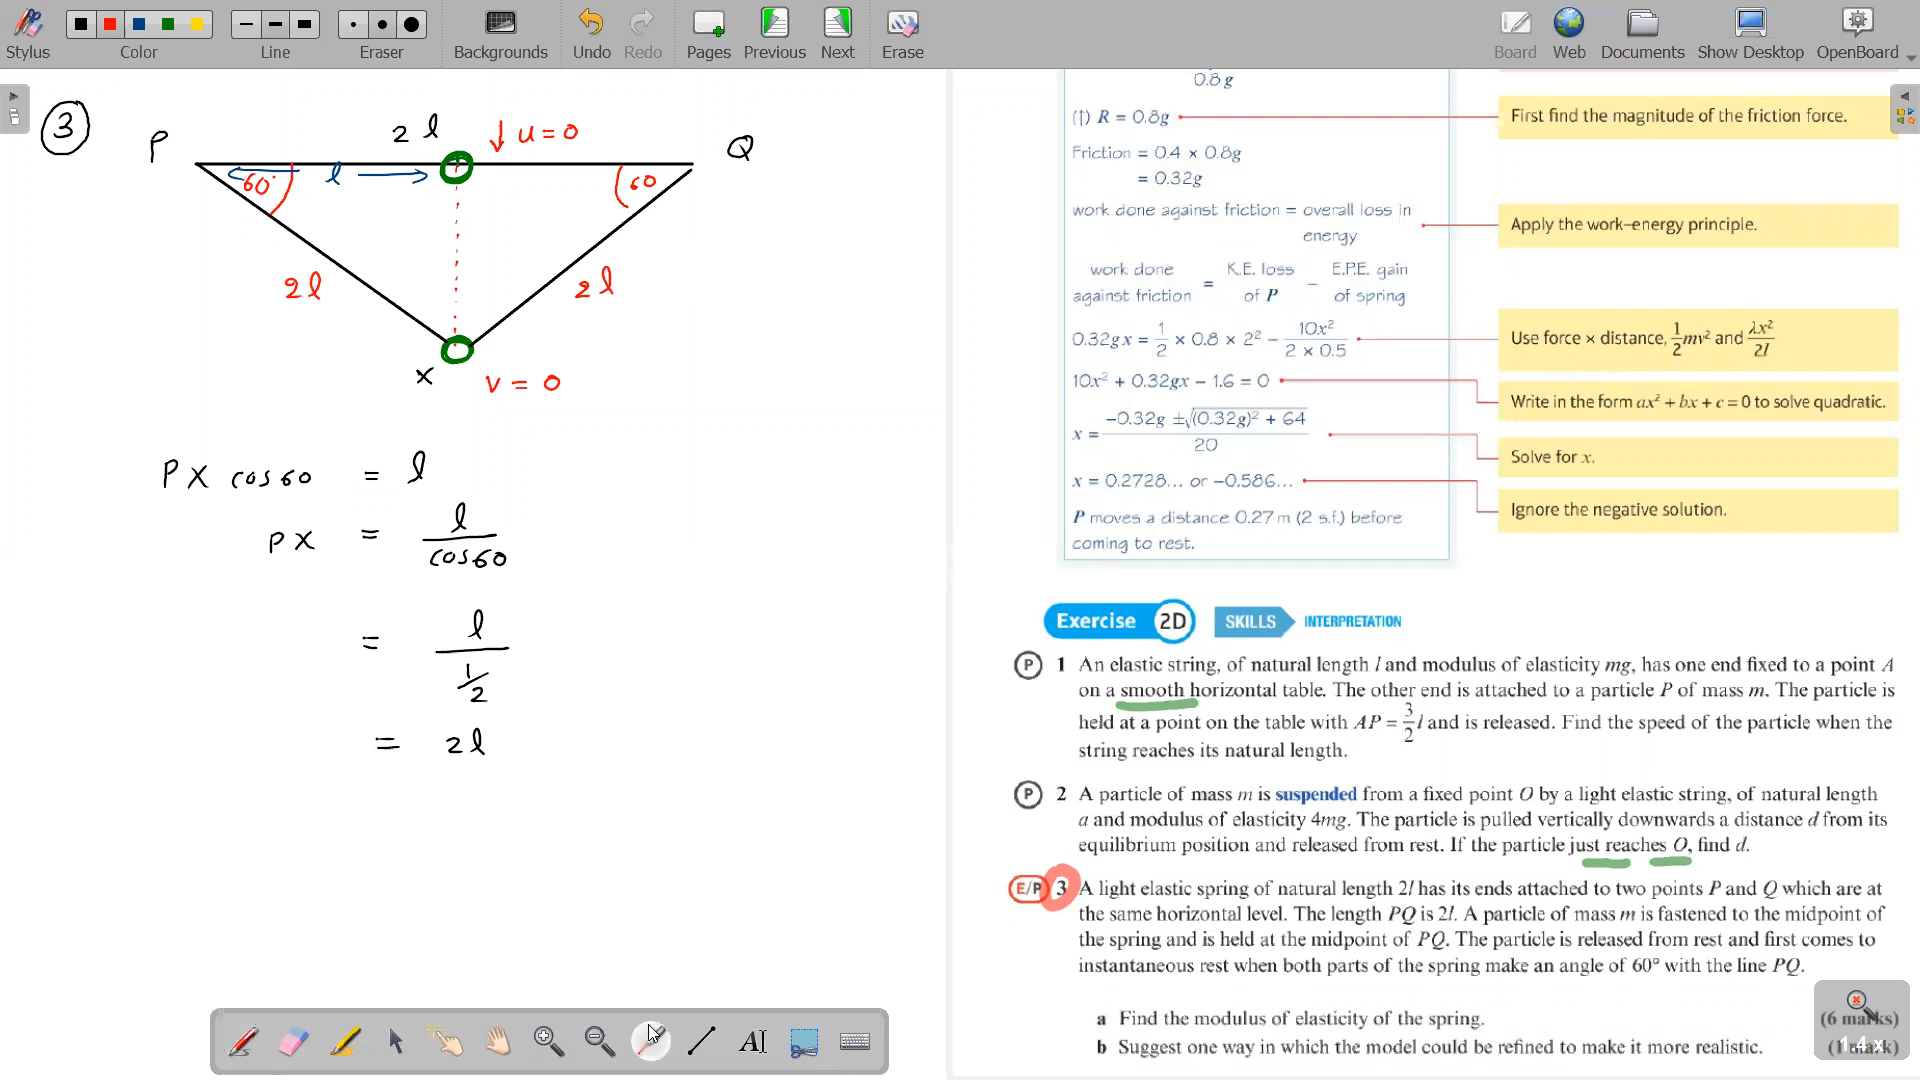 Stylus Color Line Eraser Backgrounds Undo Redo Pages Previous Next Erase Board Web Documents Show Desktop OpenBoard
3
P 2l ↓ u = 0 Q
60° l 60
2l 2l
X v = 0
PX cos60 = l
PX = l / cos60
= l / 1/2
= 2l
0.8g
(↑) R = 0.8g
First find the magnitude of the friction force.
Friction = 0.4 × 0.8g
= 0.32g
work done against friction = overall loss in
energy
Apply the work–energy principle.
work done against friction = K.E. loss of P − E.P.E. gain of spring
0.32gx = 1/2 × 0.8 × 2² − 10x² / 2 × 0.5
Use force × distance, 1/2 mv² and λx²/2l
10x² + 0.32gx − 1.6 = 0
Write in the form ax² + bx + c = 0 to solve quadratic.
x = −0.32g ±√(0.32g)² + 64 / 20
Solve for x.
x = 0.2728... or −0.586...
Ignore the negative solution.
P moves a distance 0.27 m (2 s.f.) before
coming to rest.
Exercise 2D SKILLS INTERPRETATION
P 1 An elastic string, of natural length l and modulus of elasticity mg, has one end fixed to a point A
on a smooth horizontal table. The other end is attached to a particle P of mass m. The particle is
held at a point on the table with AP = 3/2 l and is released. Find the speed of the particle when the
string reaches its natural length.
P 2 A particle of mass m is suspended from a fixed point O by a light elastic string, of natural length
a and modulus of elasticity 4mg. The particle is pulled vertically downwards a distance d from its
equilibrium position and released from rest. If the particle just reaches O, find d.
E/P 3 A light elastic spring of natural length 2l has its ends attached to two points P and Q which are at
the same horizontal level. The length PQ is 2l. A particle of mass m is fastened to the midpoint of
the spring and is held at the midpoint of PQ. The particle is released from rest and first comes to
instantaneous rest when both parts of the spring make an angle of 60° with the line PQ.
a Find the modulus of elasticity of the spring. (6 marks)
b Suggest one way in which the model could be refined to make it more realistic. (1 mark)
1.4 x
AI